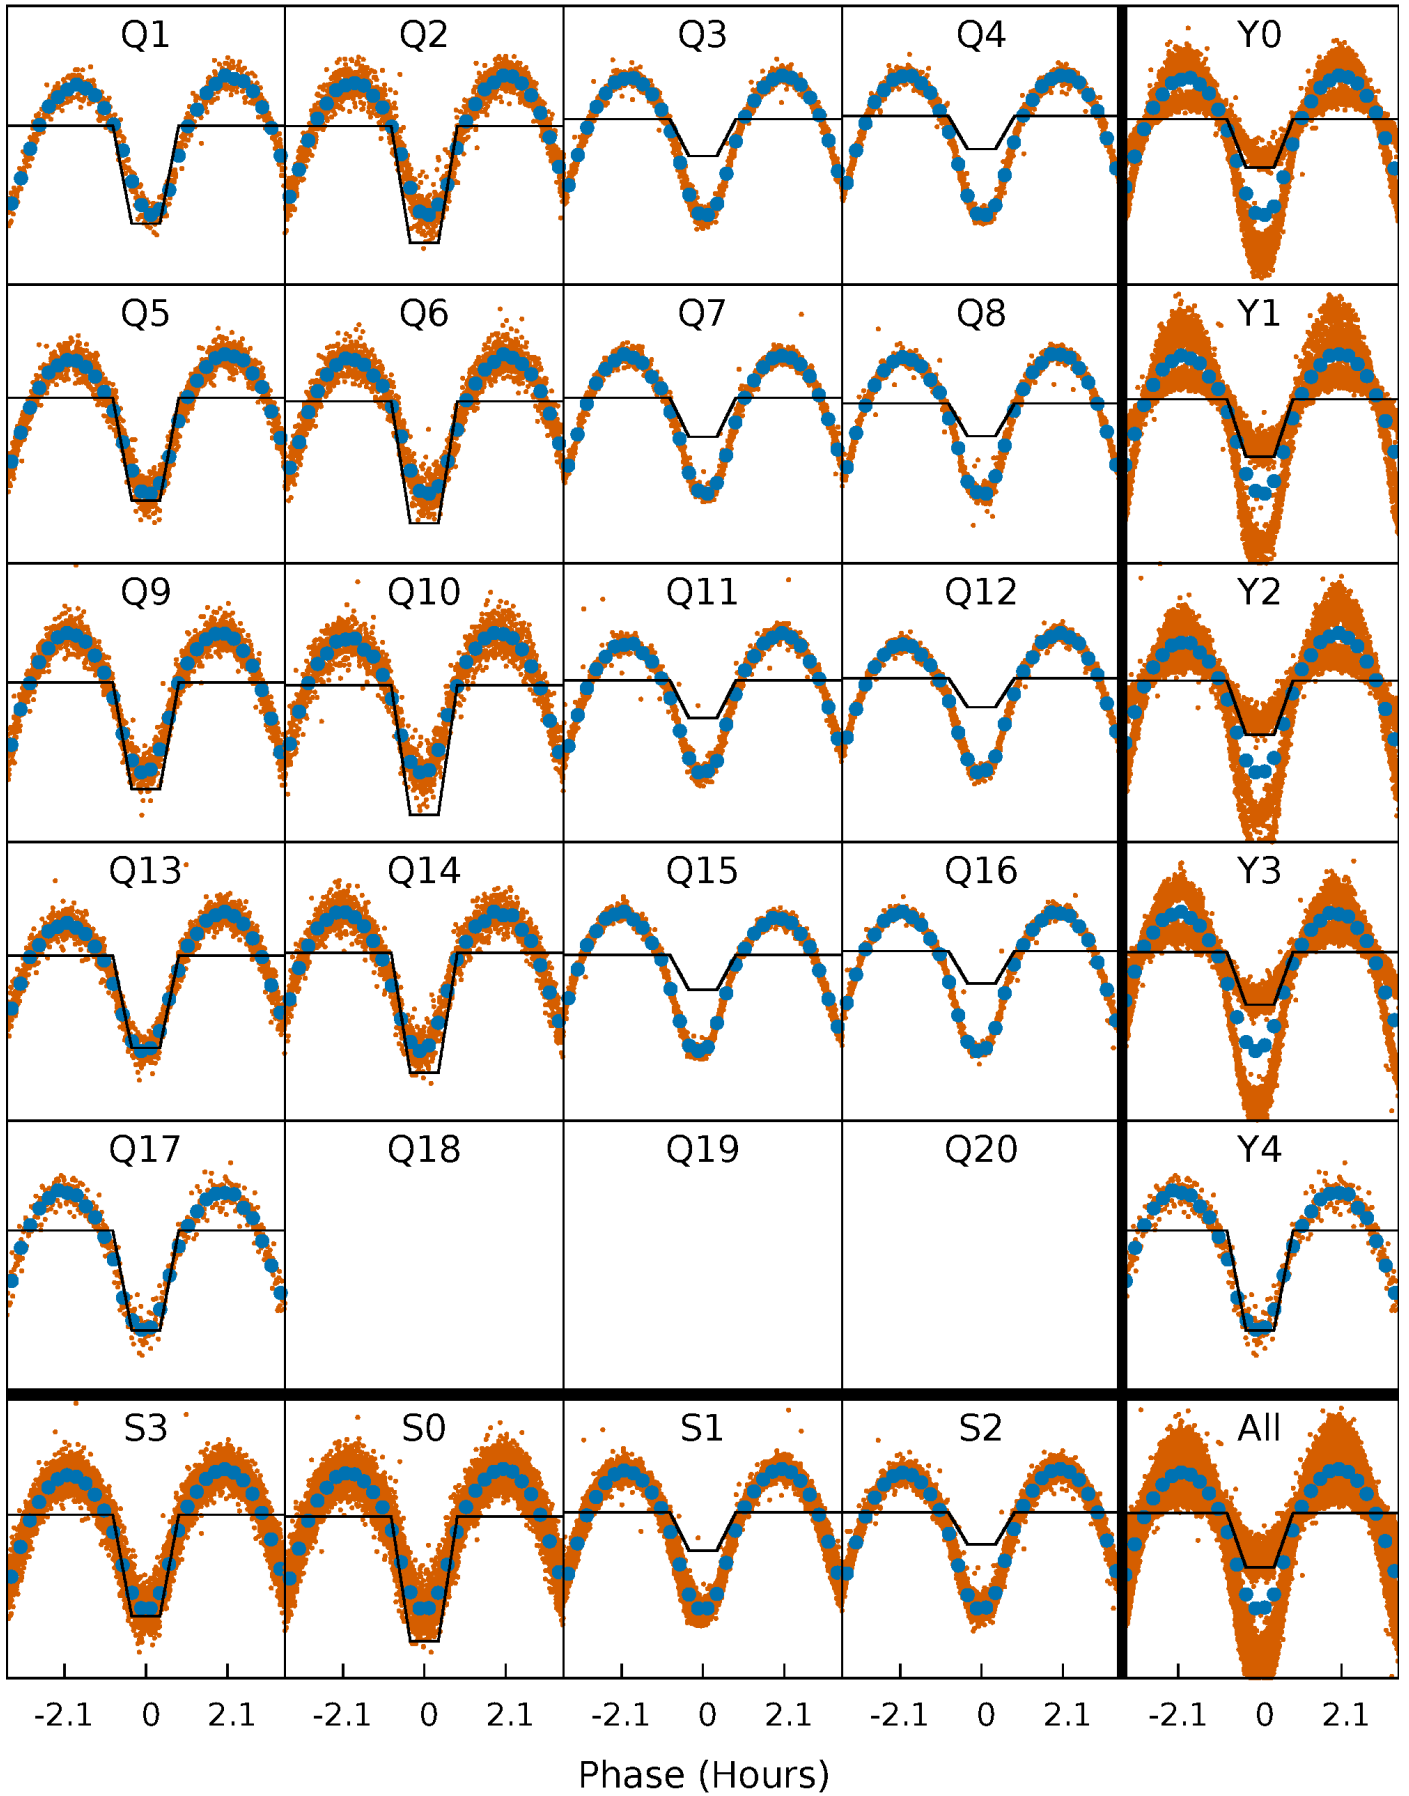 Q1 Q2 Q3 Q4 Y0
Q5 Q6 Q7 Q8 Y1
Q9 Q10 Q11 Q12 Y2
Q13 Q14 Q15 Q16 Y3
Q17 Q18 Q19 Q20 Y4
S3 S0 S1 S2 All
-2.1 0 2.1 -2.1 0 2.1 -2.1 0 2.1 -2.1 0 2.1 -2.1 0 2.1
Phase (Hours)